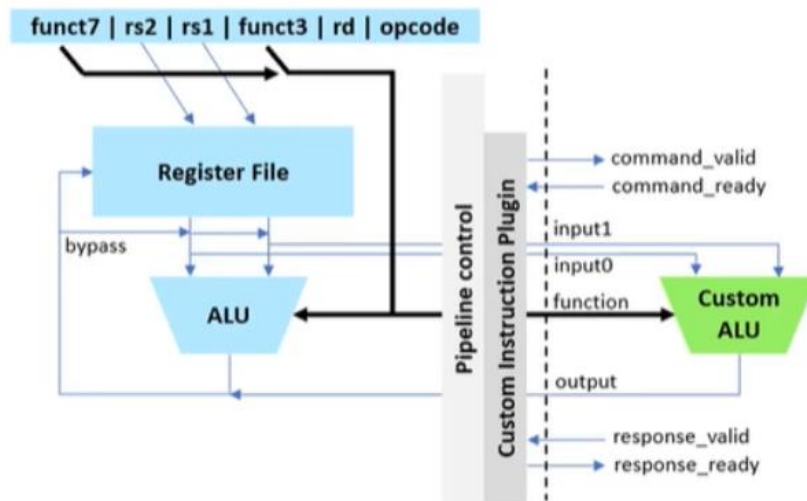 funct7 | rs2 | rs1 | funct3 | rd | opcode
Register File
bypass
ALU
Pipeline control
Custom Instruction Plugin
command_valid
command_ready
input1
input0
function
Custom
ALU
output
response_valid
response_ready